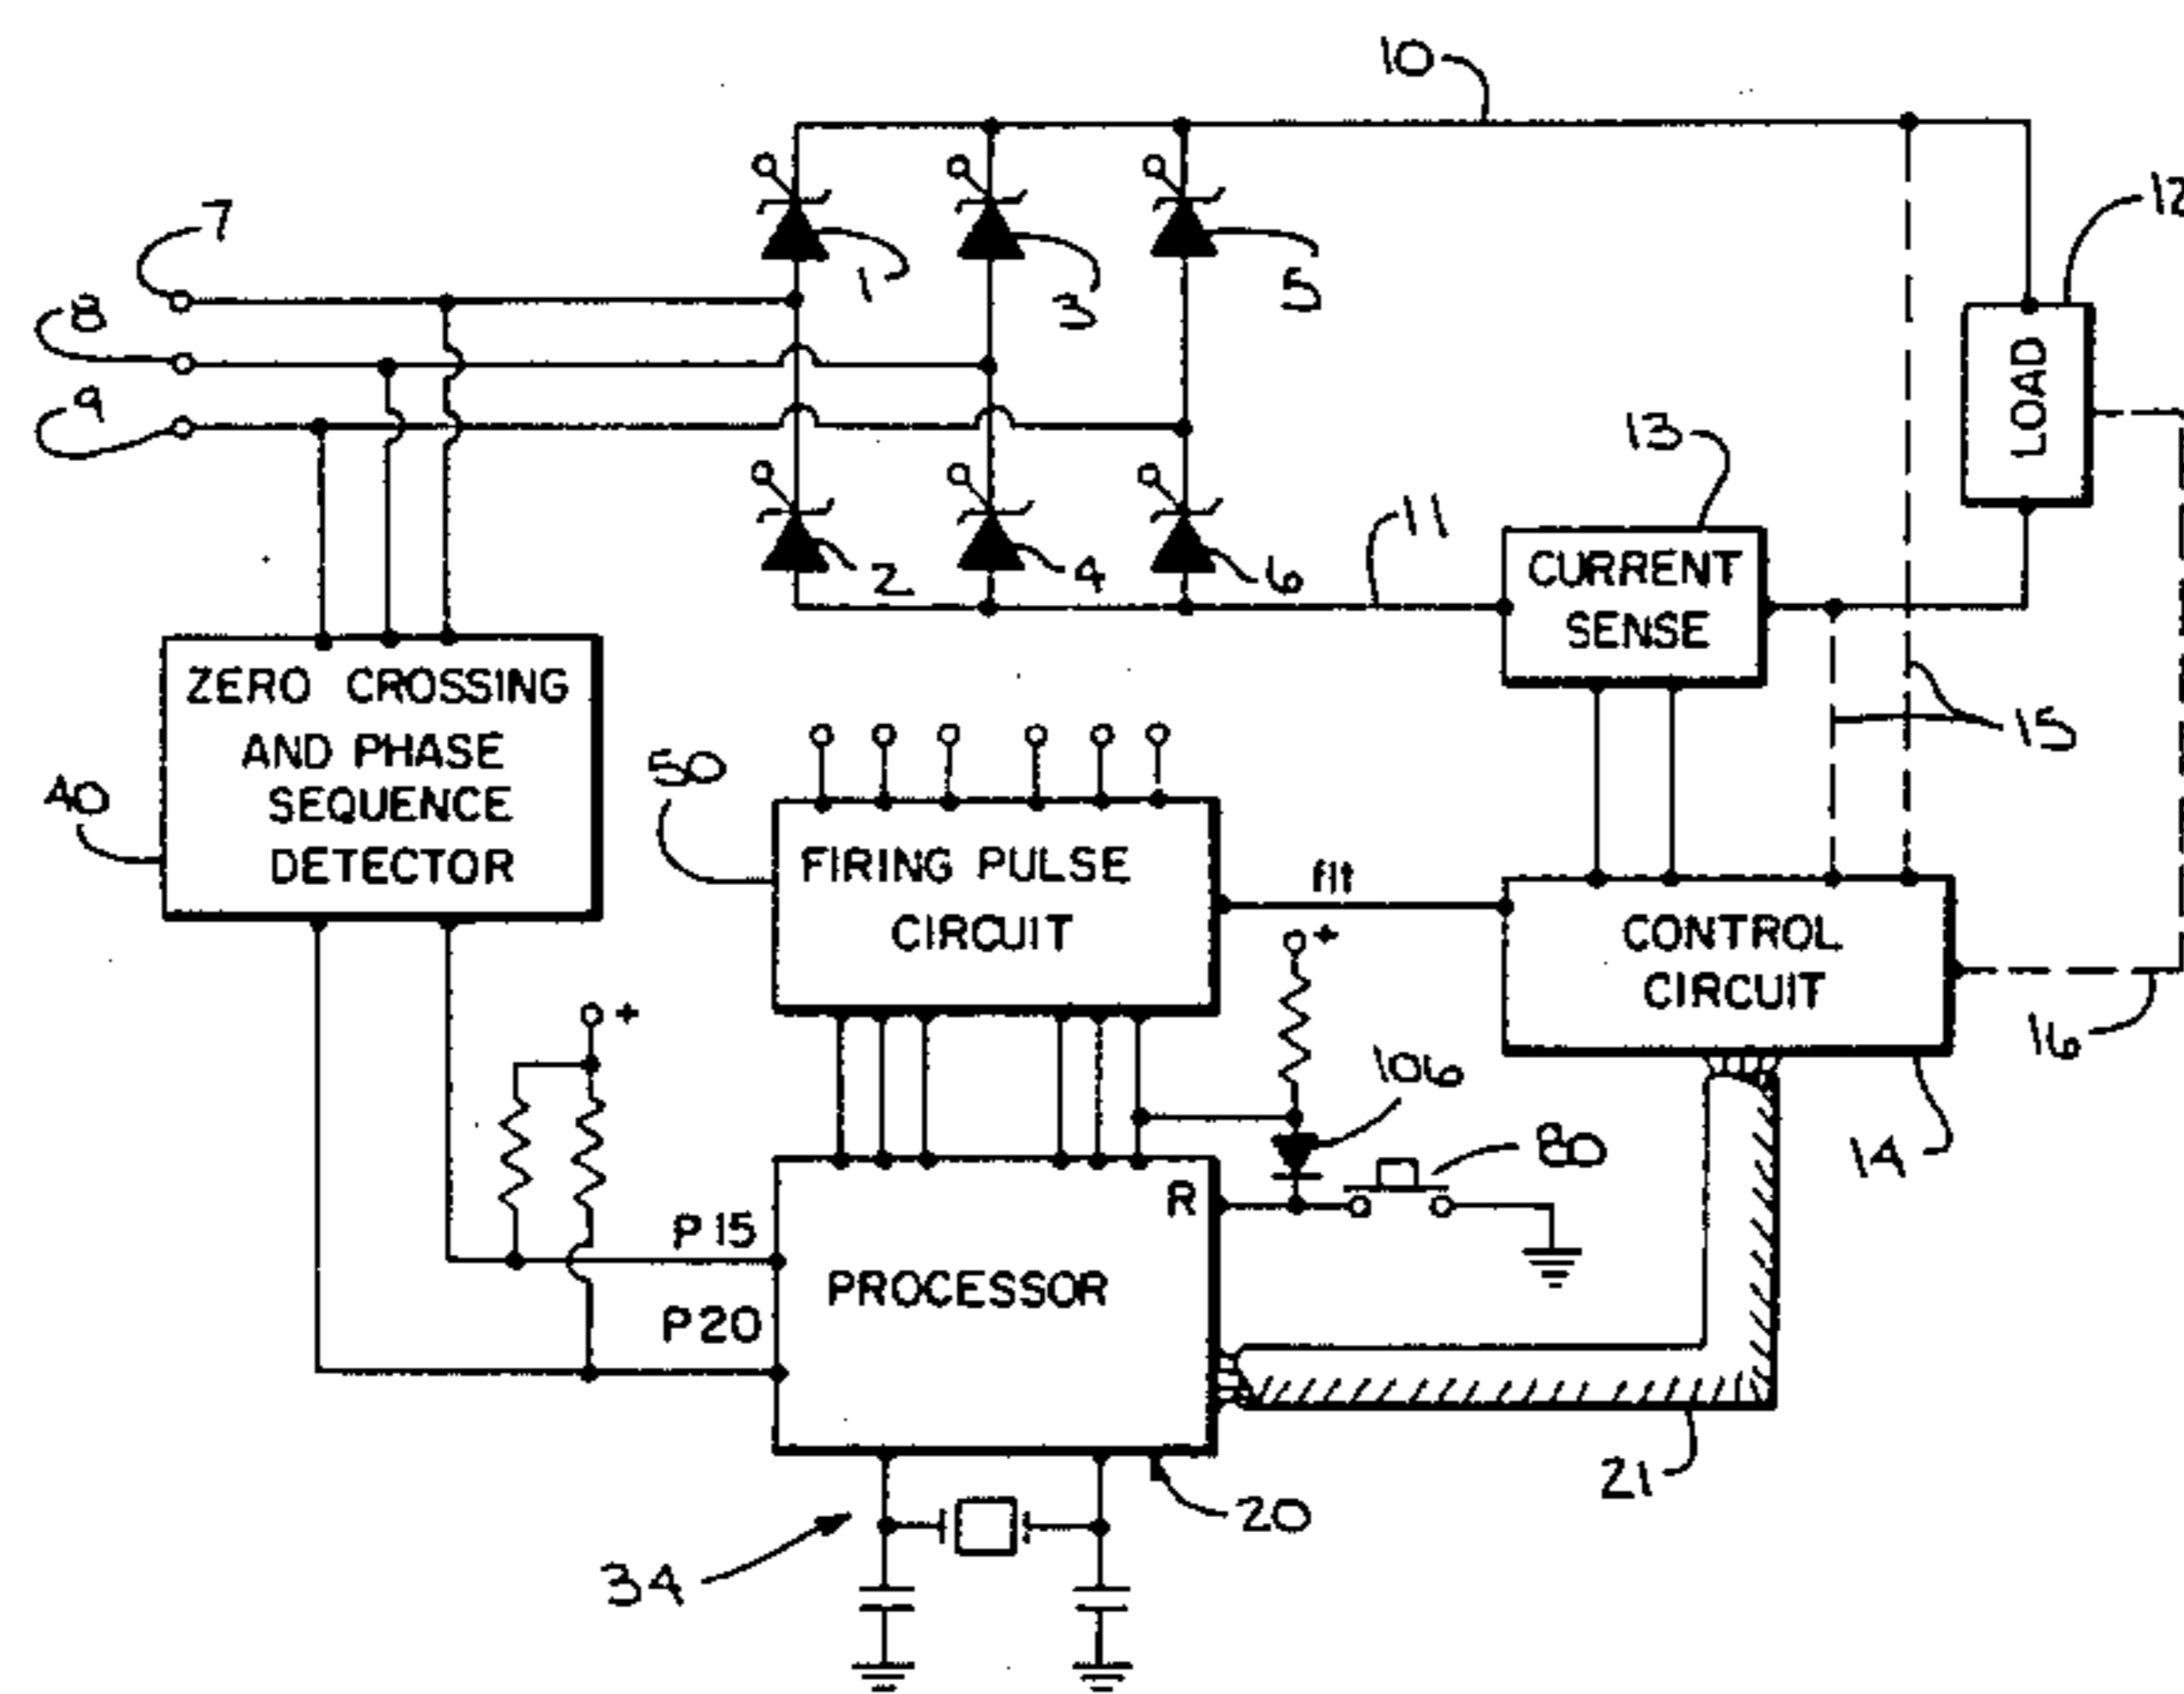 10
7
12
8
1
3
5
9
LOAD
13
11
2
4
6
CURRENT
SENSE
ZERO CROSSING
AND PHASE
SEQUENCE
DETECTOR
15
50
40
FIRING PULSE
CIRCUIT
flt
+
CONTROL
CIRCUIT
+
16
106
80
14
R
P15
PROCESSOR
P20
21
20
34